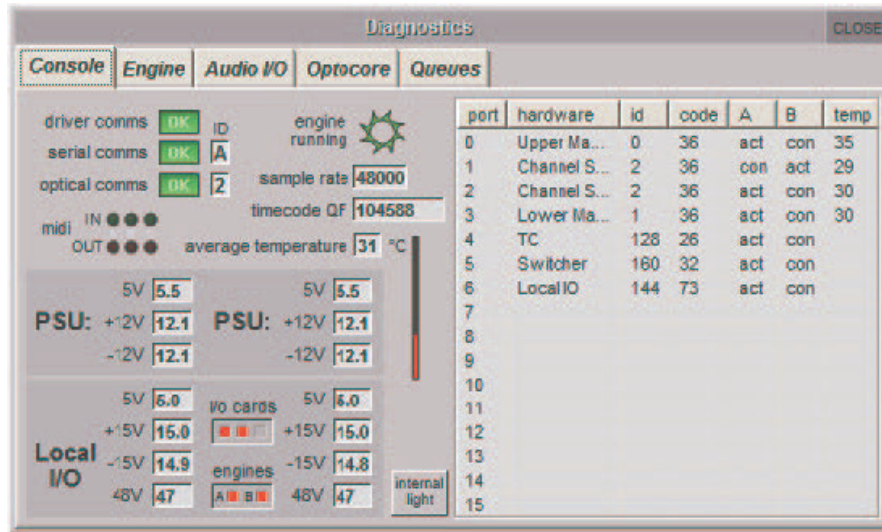 Diagnostics CLOSE
Console Engine Audio I/O Optocore Queues
driver comms OK ID engine running
serial comms OK A
optical comms OK 2 sample rate 48000
timecode QF 104588
midi IN
OUT average temperature 31 °C
5V 5.5 5V 5.5
PSU: +12V 12.1 PSU: +12V 12.1
-12V 12.1 -12V 12.1
5V 5V
I/o cards
+15V 15.0 +15V 15.0
Local I/O -15V 14.9 engines -15V 14.8
48V 47 A B 48V 47
internal light
port hardware id code A B temp
0 Upper Ma... 0 36 act con 35
1 Channel S... 2 36 con act 29
2 Channel S... 2 36 act con 30
3 Lower Ma... 1 36 act con 30
4 TC 128 26 act con
5 Switcher 160 32 act con
6 LocalIO 144 73 act con
7
8
9
10
11
12
13
14
15